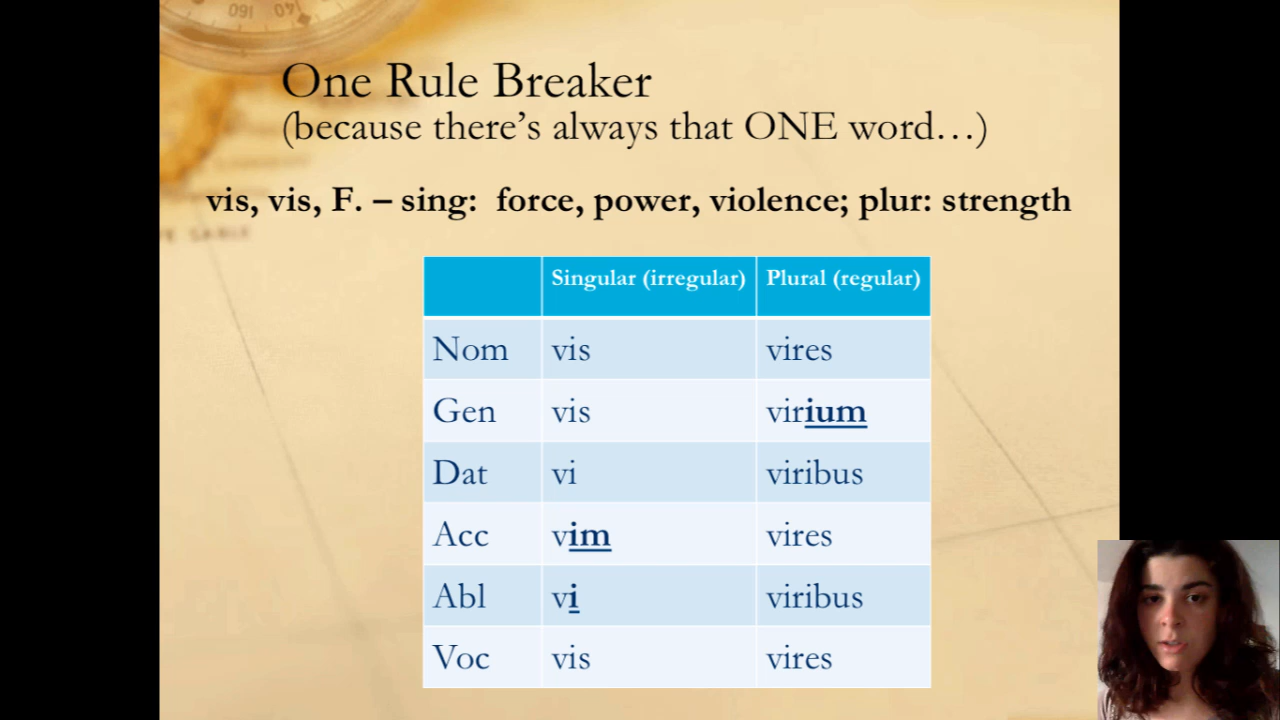 One Rule Breaker
(because there's always that ONE word…)
vis, vis, F. – sing:  force, power, violence; plur: strength
Singular (irregular) Plural (regular)
Nom vis vires
Gen vis virium
Dat vi viribus
Acc vim vires
Abl vi viribus
Voc vis vires